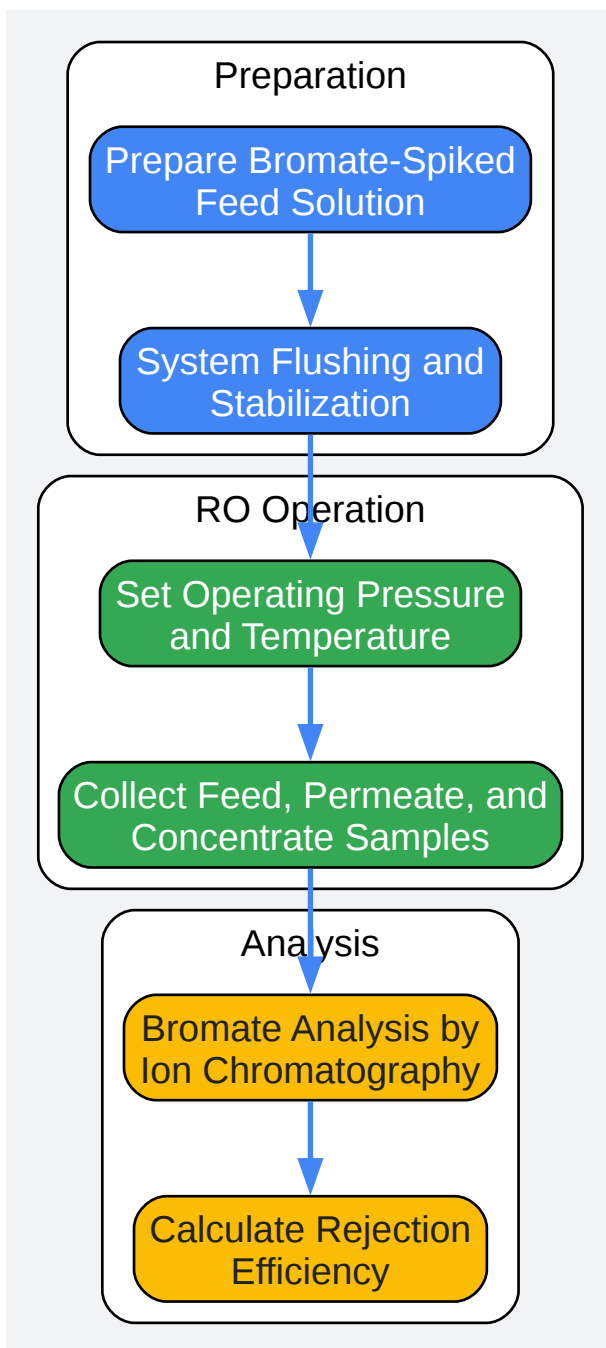 Preparation
Prepare Bromate-Spiked
Feed Solution
System Flushing and
Stabilization
RO Operation
Set Operating Pressure
and Temperature
Collect Feed, Permeate, and
Concentrate Samples
Analysis
Bromate Analysis by
Ion Chromatography
Calculate Rejection
Efficiency